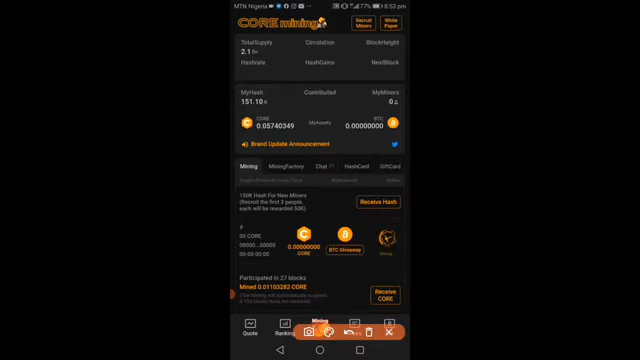 MTN Nigeria
77% 8:53 pm
CORE mining
Recruit Miners
White Paper
TotalSupply Circulation BlockHeight
2.1 Bn
Hashrate HashGains NextBlock
MyHash Contributed MyMiners
151.10 K 0
CORE MyAssets BTC
0.05740349 0.00000000
Brand Update Announcement
Mining MiningFactory Chat HashCard GiftCard
150K Hash For New Miners
(Recruit the first 3 people,
each will be rewarded 50K)
Receive Hash
#
00 CORE
00000...00000
00-00 00:00
0.00000000
CORE
BTC Giveaway
Mining
Participated in 27 blocks
Mined 0.01103282 CORE
Receive CORE
Mining
Quote Ranking